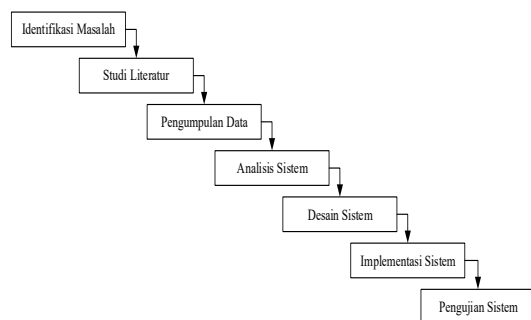 Identifikasi Masalah
Studi Literatur
Pengumpulan Data
Analisis Sistem
Desain Sistem
Implementasi Sistem
Pengujian Sistem